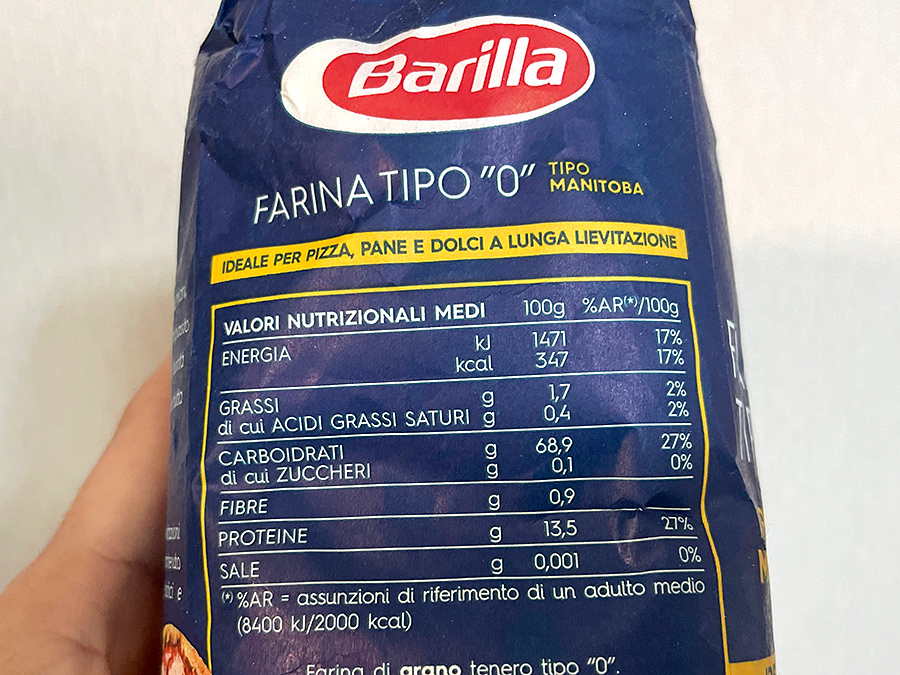 Barilla
FARINA TIPO "0" TIPO MANITOBA
IDEALE PER PIZZA, PANE E DOLCI A LUNGA LIEVITAZIONE
VALORI NUTRIZIONALI MEDI 100g %AR(*)/100g
ENERGIA kJ 1471 17%
kcal 347 17%
GRASSI g 1,7 2%
di cui ACIDI GRASSI SATURI g 0,4 2%
CARBOIDRATI g 68,9 27%
di cui ZUCCHERI g 0,1 0%
FIBRE g 0,9
PROTEINE g 13,5 27%
SALE g 0,001 0%
(*) %AR = assunzioni di riferimento di un adulto medio
(8400 kJ/2000 kcal)
Farina di grano tenero tipo "0".